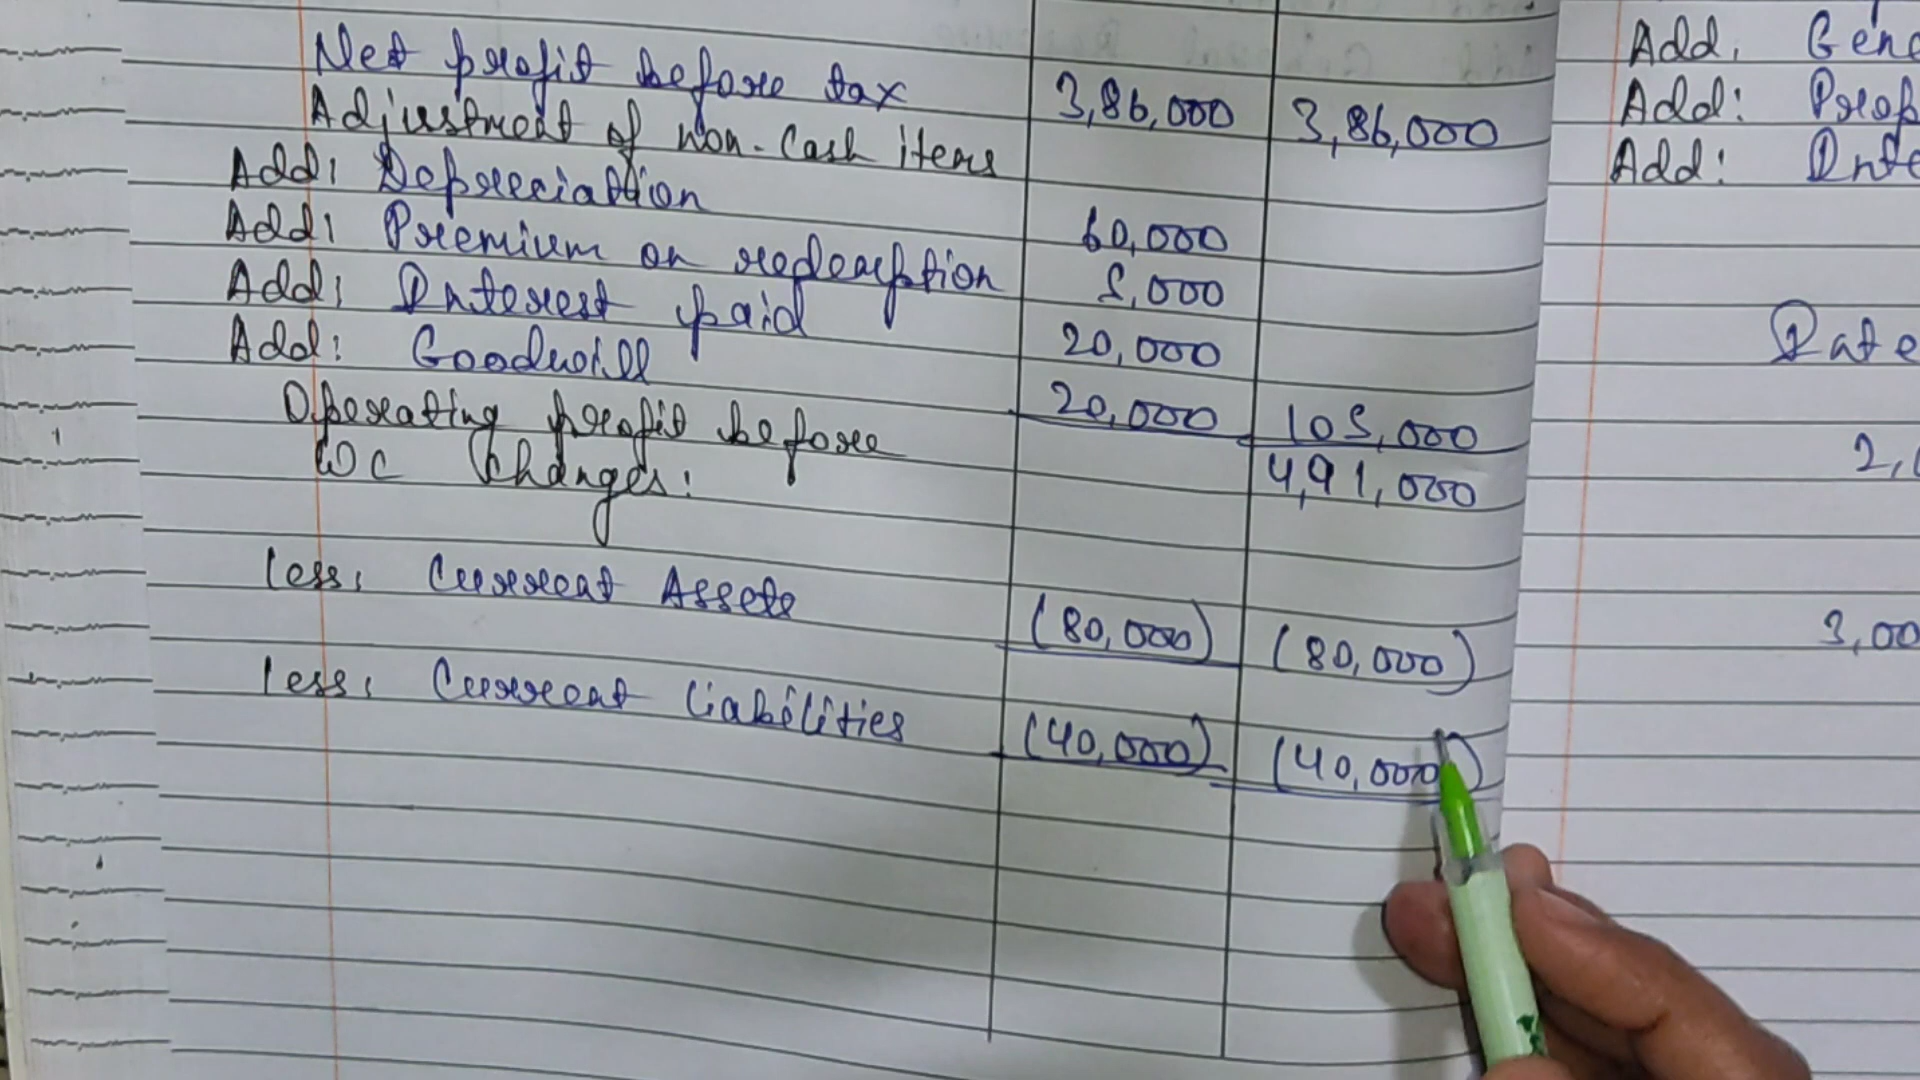 Net profit before tax 3,86,000 3,86,000
Adjustment of non-cash items
Add: Depreciation 60,000
Add: Premium on redemption 5,000
Add: Interest paid 20,000
Add: Goodwill 20,000 105,000
Operating profit before 4,91,000
WC Changes:
Less: Current Assets (80,000) (80,000)
Less: Current Liabilities (40,000) (40,000)
Add.
Add:
Add:
Rate
3,00